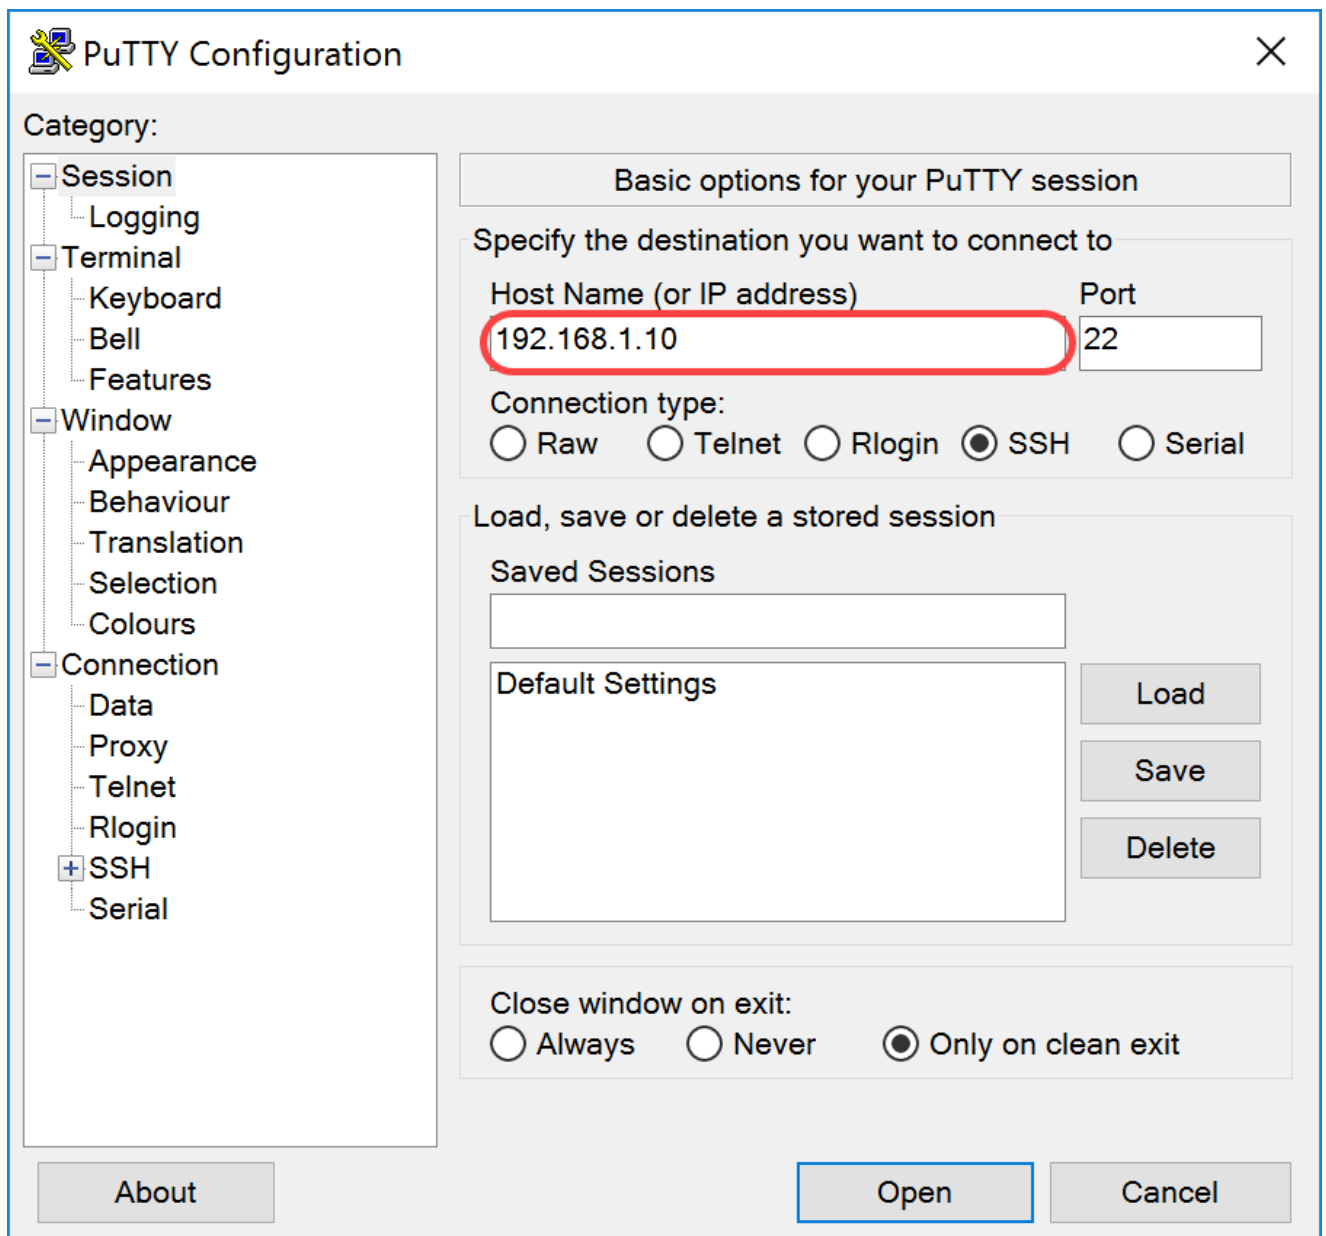 PuTTY Configuration
Category:
Session
Logging
Terminal
Keyboard
Bell
Features
Window
Appearance
Behaviour
Translation
Selection
Colours
Connection
Data
Proxy
Telnet
Rlogin
SSH
Serial
Basic options for your PuTTY session
Specify the destination you want to connect to
Host Name (or IP address) Port
192.168.1.10 22
Connection type:
Raw Telnet Rlogin SSH Serial
Load, save or delete a stored session
Saved Sessions
Default Settings
Load
Save
Delete
Close window on exit:
Always Never Only on clean exit
About Open Cancel